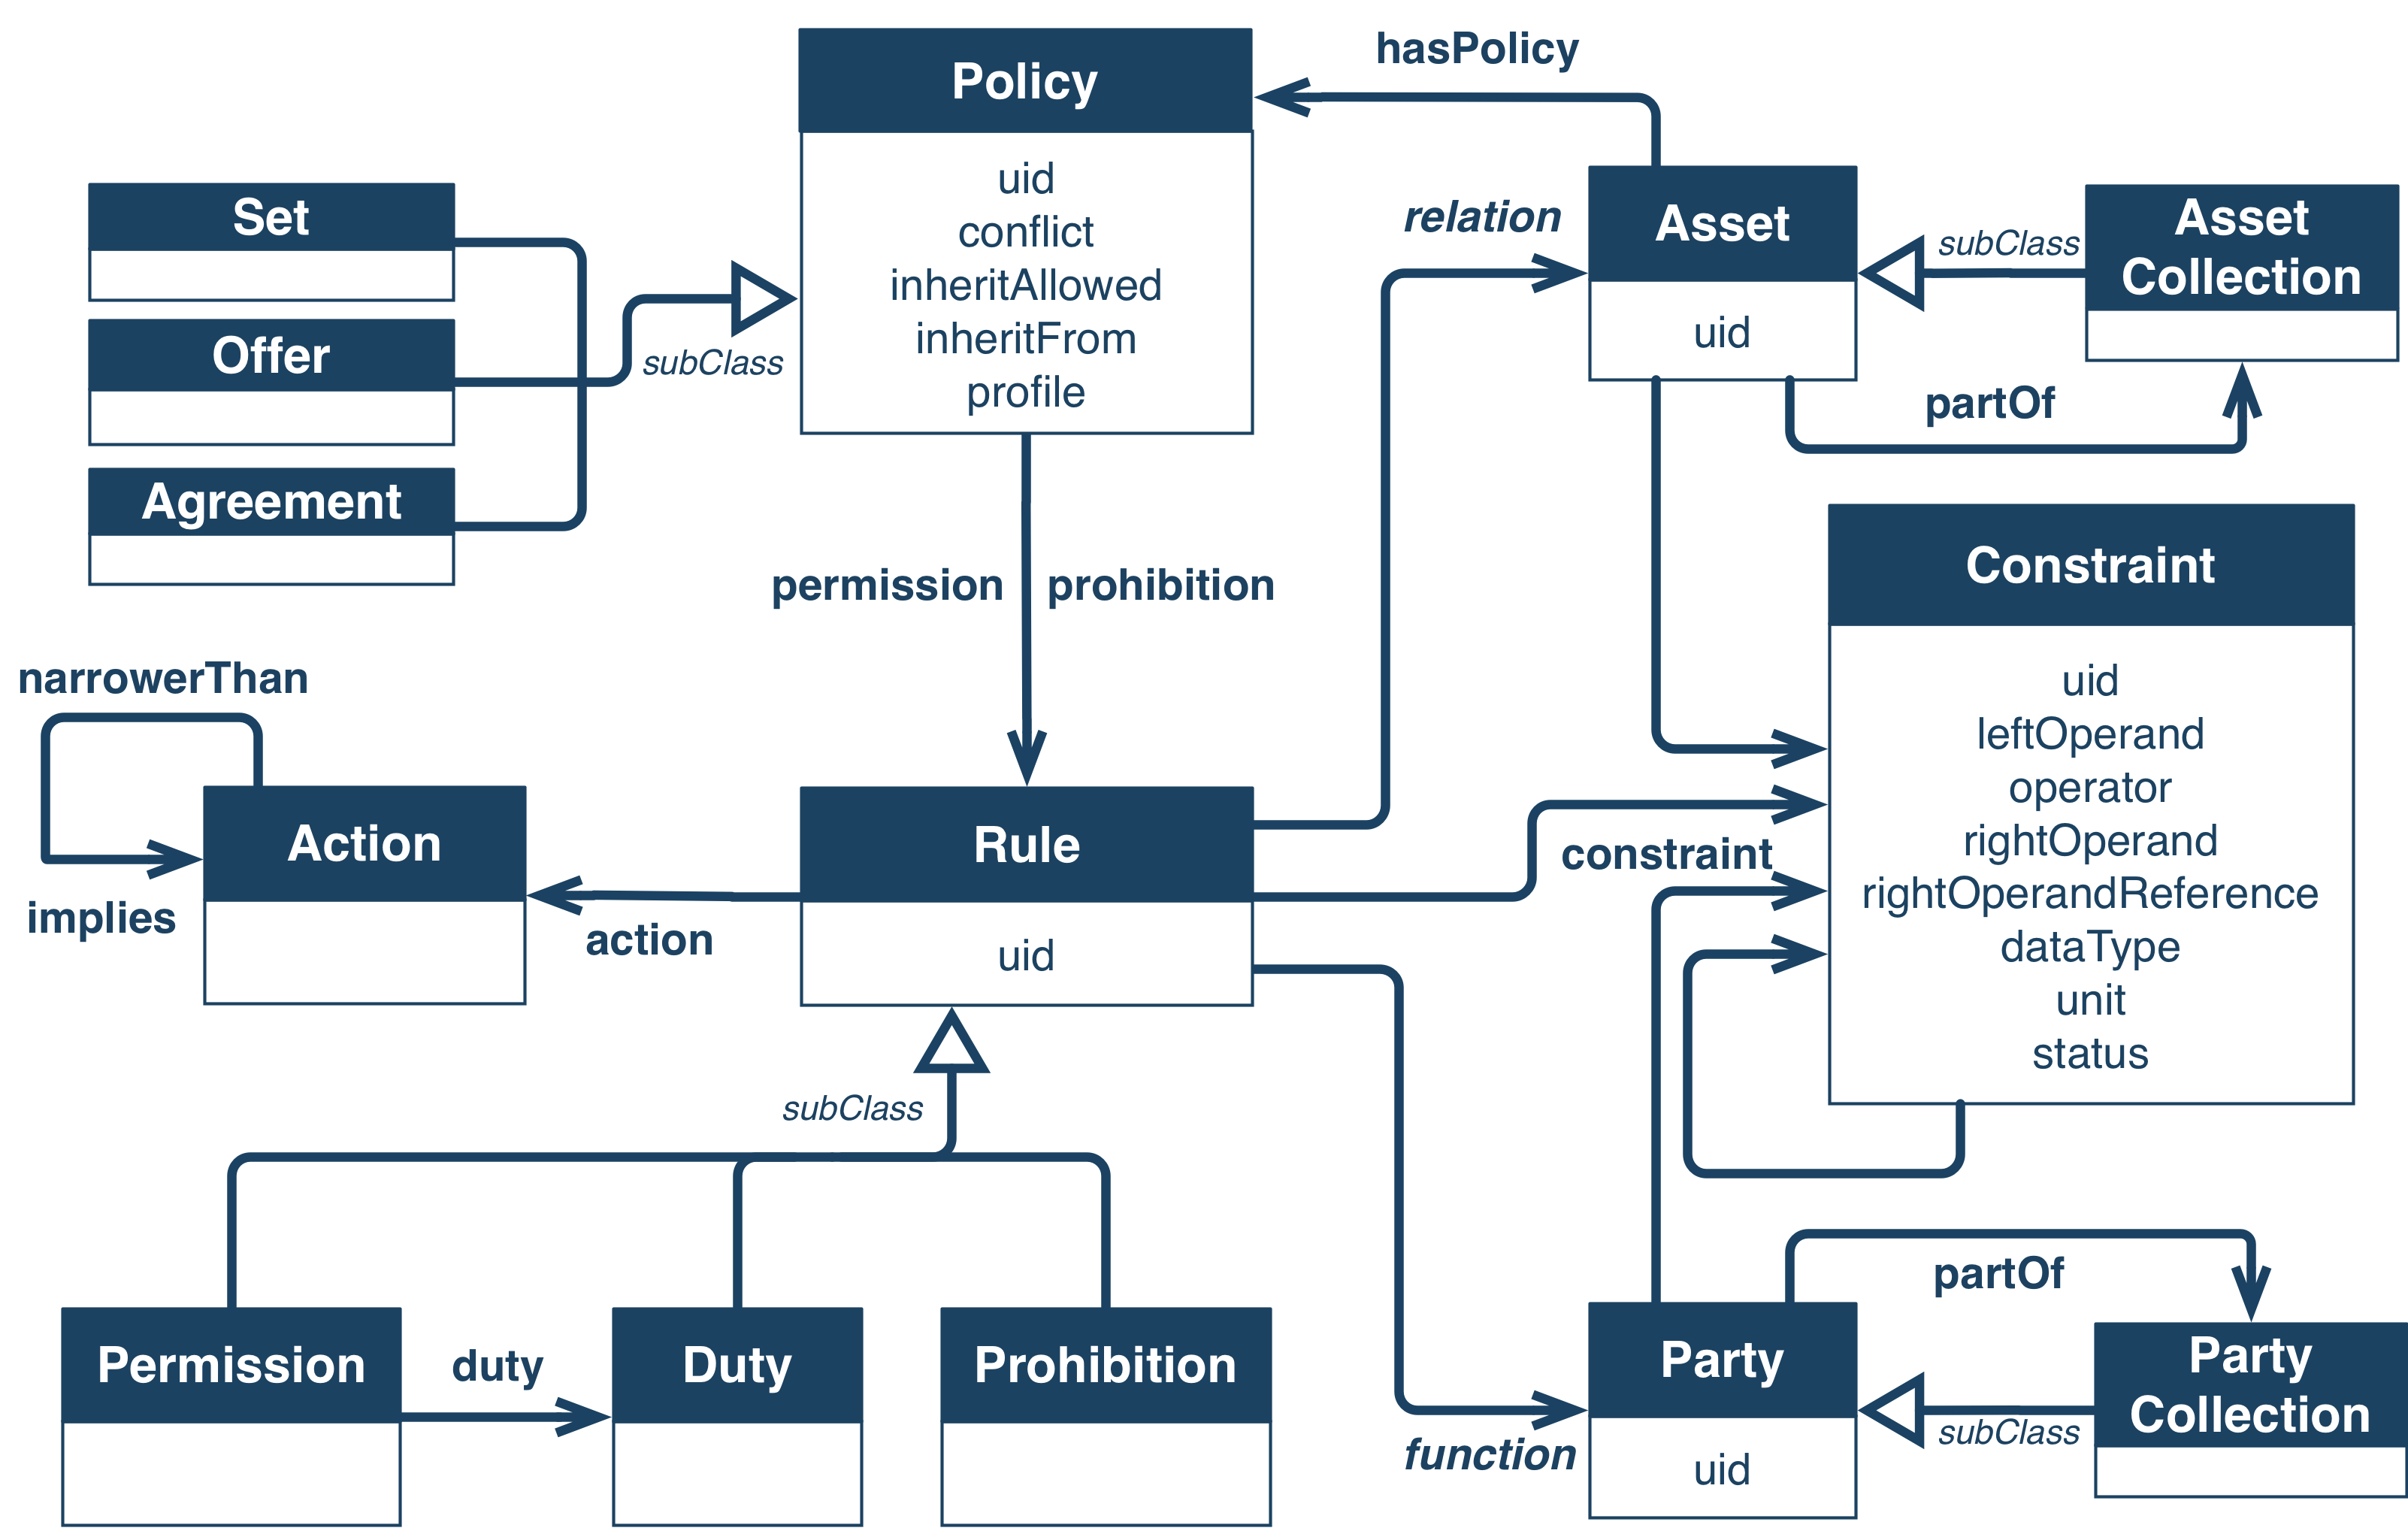 Policy
uid
conflict
inheritAllowed
inheritFrom
profile
hasPolicy
Set
Offer
Agreement
subClass
relation
Asset
uid
subClass
Asset
Collection
partOf
permission
prohibition
Constraint
uid
leftOperand
operator
rightOperand
rightOperandReference
dataType
unit
status
narrowerThan
Action
implies
action
Rule
uid
constraint
subClass
Permission
duty
Duty
Prohibition
function
Party
uid
partOf
subClass
Party
Collection